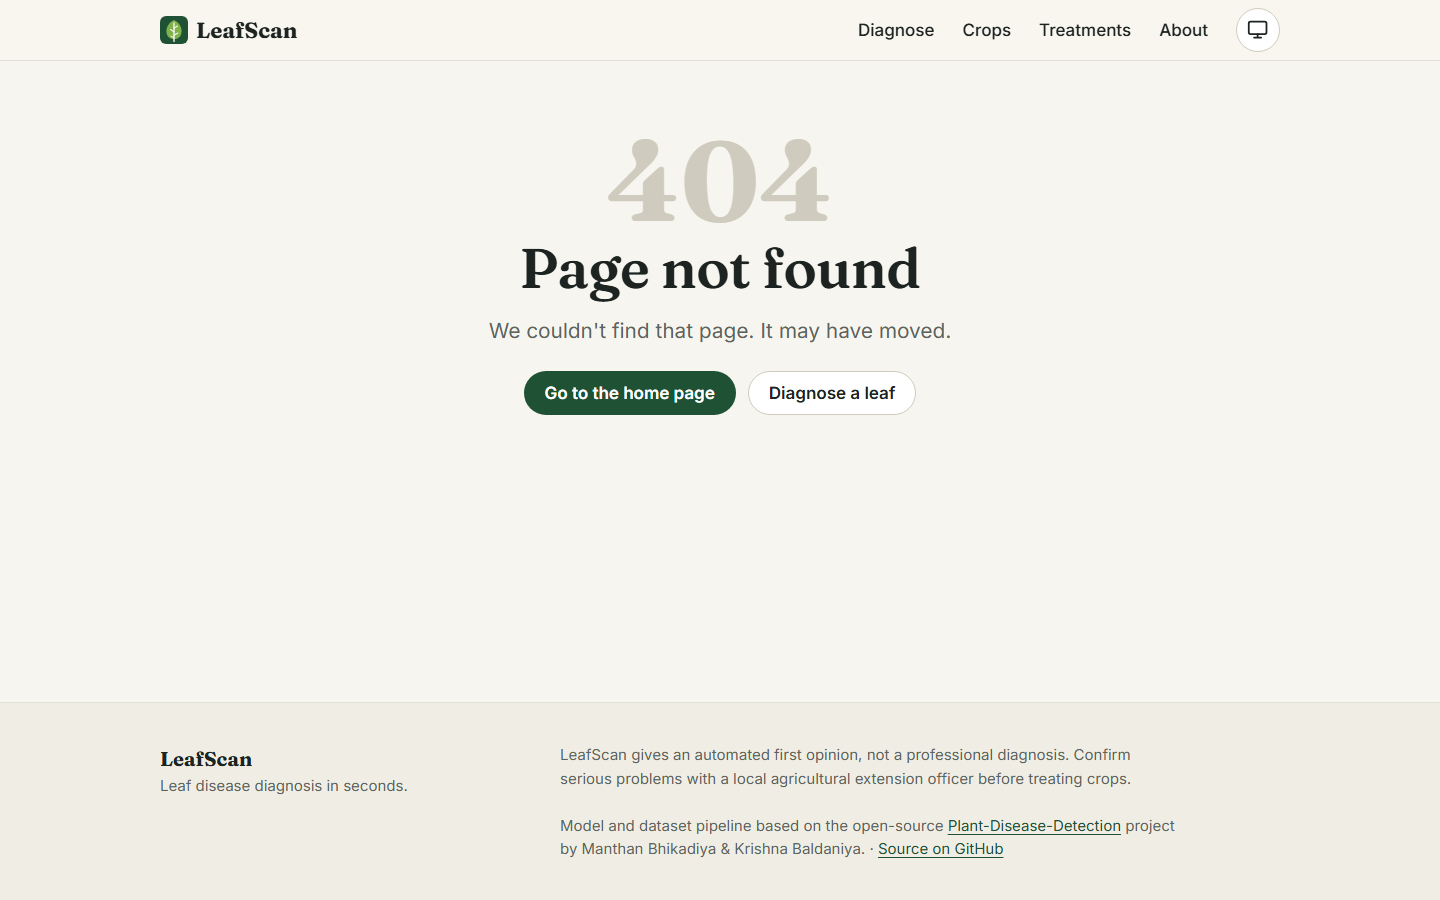 LeafScan
Diagnose
Crops
Treatments
About
404
Page not found
We couldn't find that page. It may have moved.
Go to the home page
Diagnose a leaf
LeafScan
Leaf disease diagnosis in seconds.
LeafScan gives an automated first opinion, not a professional diagnosis. Confirm
serious problems with a local agricultural extension officer before treating crops.
Model and dataset pipeline based on the open-source Plant-Disease-Detection project
by Manthan Bhikadiya & Krishna Baldaniya. · Source on GitHub